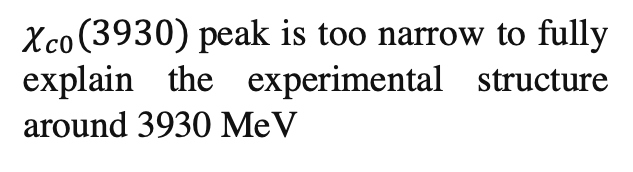 χc0(3930) peak is too narrow to fully
explain the experimental structure
around 3930 MeV